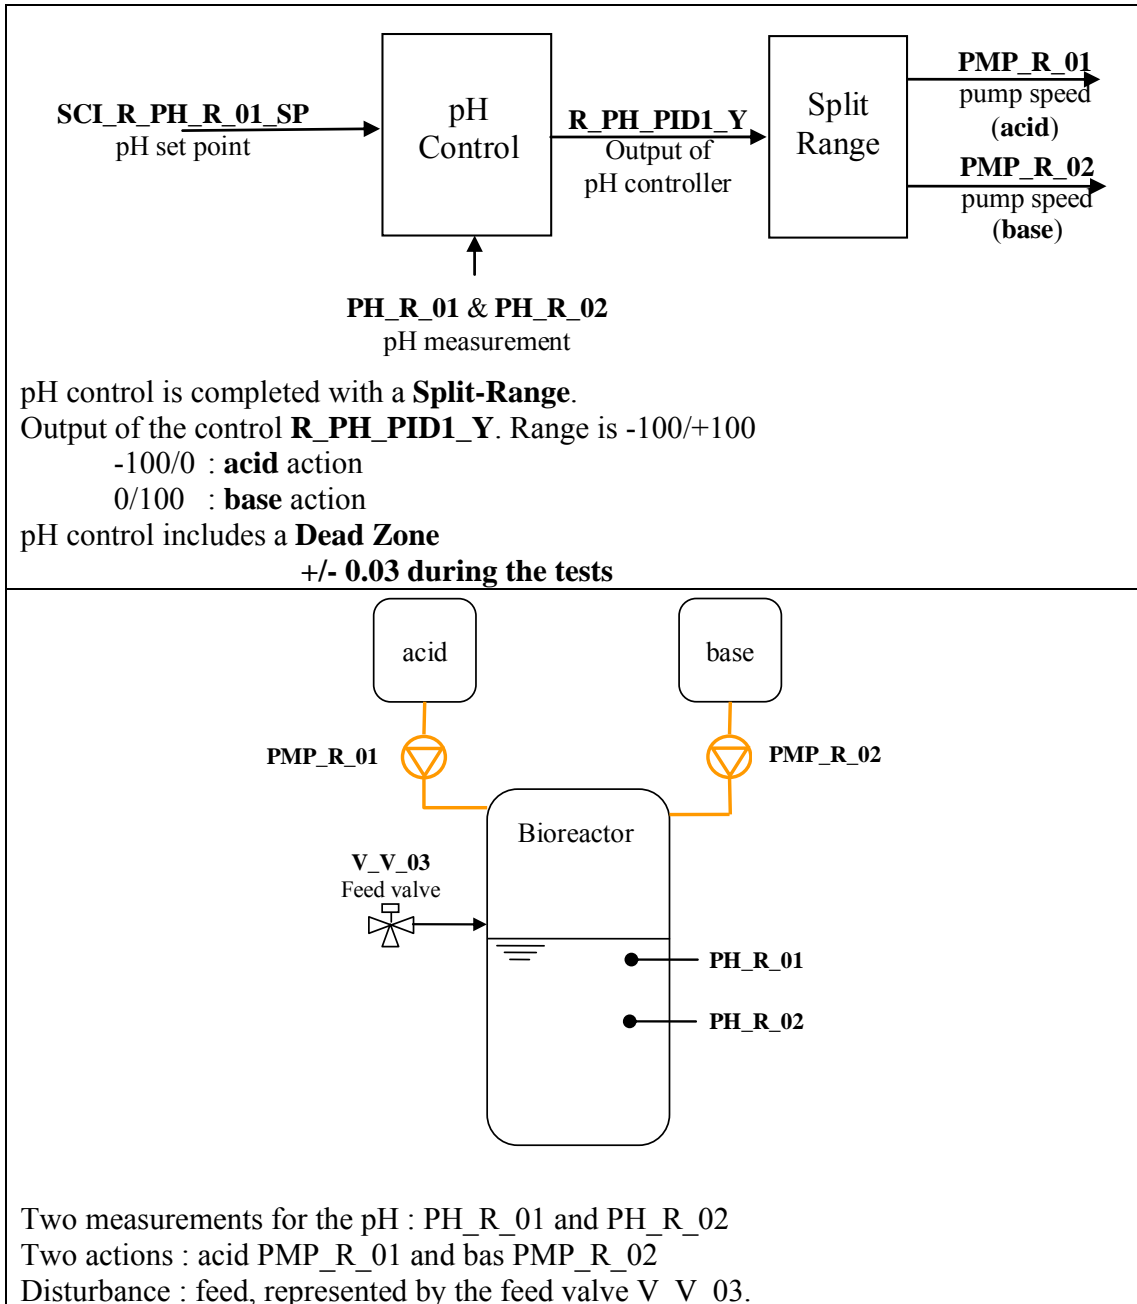 SCI_R_PH_R_01_SP
pH set point
pH
Control
R_PH_PID1_Y
Output of
pH controller
Split
Range
PMP_R_01
pump speed
(acid)
PMP_R_02
pump speed
(base)
PH_R_01 & PH_R_02
pH measurement
pH control is completed with a Split-Range.
Output of the control R_PH_PID1_Y. Range is -100/+100
-100/0 : acid action
0/100 : base action
pH control includes a Dead Zone
+/- 0.03 during the tests
acid
base
PMP_R_01
PMP_R_02
Bioreactor
V_V_03
Feed valve
PH_R_01
PH_R_02
Two measurements for the pH : PH_R_01 and PH_R_02
Two actions : acid PMP_R_01 and bas PMP_R_02
Disturbance : feed, represented by the feed valve V_V_03.